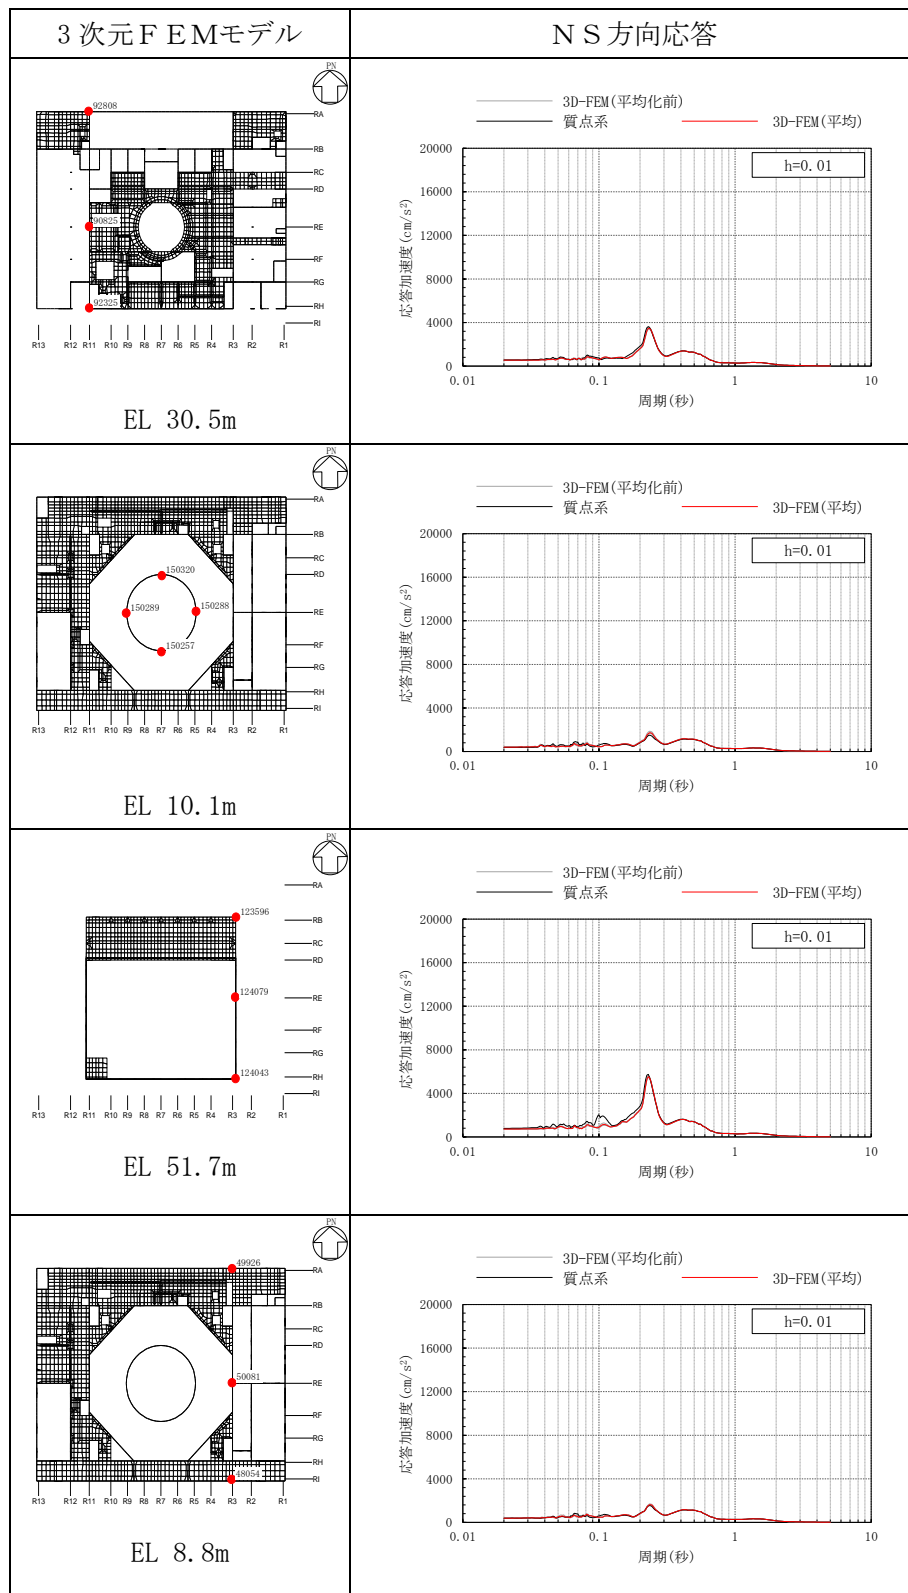 3次元FEMモデル
NS方向応答
PN
92808
90825
92325
RA
RB
RC
RD
RE
RF
RG
RH
RI
R13 R12 R11 R10 R9 R8 R7 R6 R5 R4 R3 R2 R1
EL 30.5m
3D-FEM(平均化前)
質点系 3D-FEM(平均)
h=0.01
応答加速度(cm/s²)
20000
16000
12000
8000
4000
0
0.01 0.1 1 10
周期(秒)
PN
150320
150289
150288
150257
RA
RB
RC
RD
RE
RF
RG
RH
RI
R13 R12 R11 R10 R9 R8 R7 R6 R5 R4 R3 R2 R1
EL 10.1m
3D-FEM(平均化前)
質点系 3D-FEM(平均)
h=0.01
応答加速度(cm/s²)
20000
16000
12000
8000
4000
0
0.01 0.1 1 10
周期(秒)
PN
123596
124079
124043
RA
RB
RC
RD
RE
RF
RG
RH
RI
R13 R12 R11 R10 R9 R8 R7 R6 R5 R4 R3 R2 R1
EL 51.7m
3D-FEM(平均化前)
質点系 3D-FEM(平均)
h=0.01
応答加速度(cm/s²)
20000
16000
12000
8000
4000
0
0.01 0.1 1 10
周期(秒)
PN
49926
50081
48054
RA
RB
RC
RD
RE
RF
RG
RH
RI
R13 R12 R11 R10 R9 R8 R7 R6 R5 R4 R3 R2 R1
EL 8.8m
3D-FEM(平均化前)
質点系 3D-FEM(平均)
h=0.01
応答加速度(cm/s²)
20000
16000
12000
8000
4000
0
0.01 0.1 1 10
周期(秒)